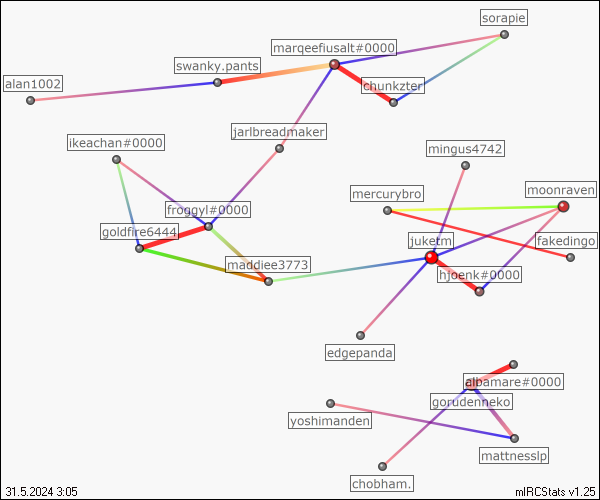 sorapie
marqeefiusalt#0000
swanky.pants
alan1002
chunkzter
jarlbreadmaker
ikeachan#0000
mingus4742
moonraven
mercurybro
froggyl#0000
goldfire6444
juketm
fakedingo
maddiee3773
hjoenk#0000
edgepanda
albamare#0000
gorudenneko
yoshimanden
mattnesslp
chobham.
31.5.2024 3:05
mIRCStats v1.25